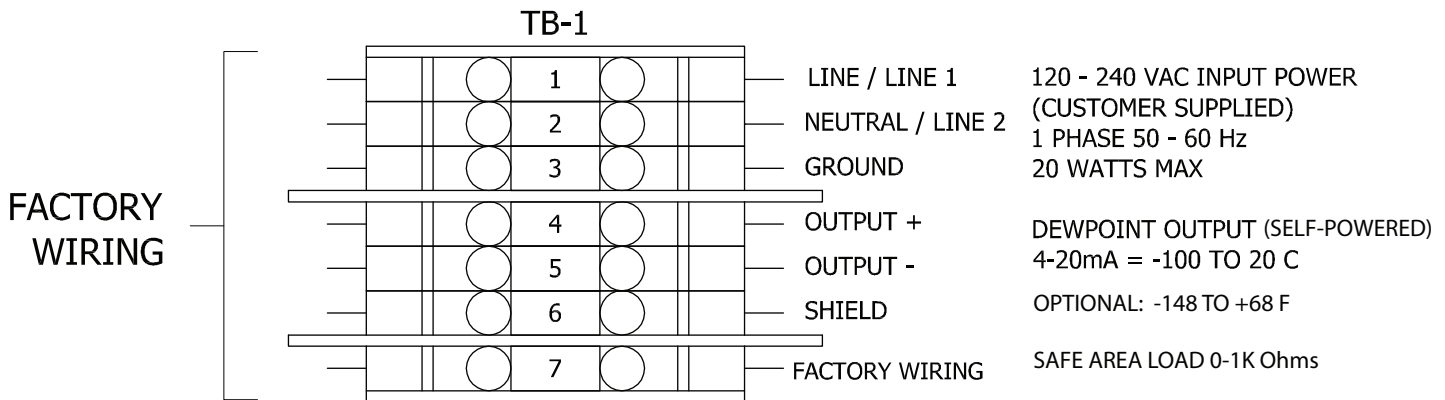 TB-1
FACTORY
WIRING
1
2
3
4
5
6
7
LINE / LINE 1
NEUTRAL / LINE 2
GROUND
OUTPUT +
OUTPUT -
SHIELD
FACTORY WIRING
120 - 240 VAC INPUT POWER
(CUSTOMER SUPPLIED)
1 PHASE 50 - 60 Hz
20 WATTS MAX
DEWPOINT OUTPUT (SELF-POWERED)
4-20mA = -100 TO 20 C
OPTIONAL: -148 TO +68 F
SAFE AREA LOAD 0-1K Ohms